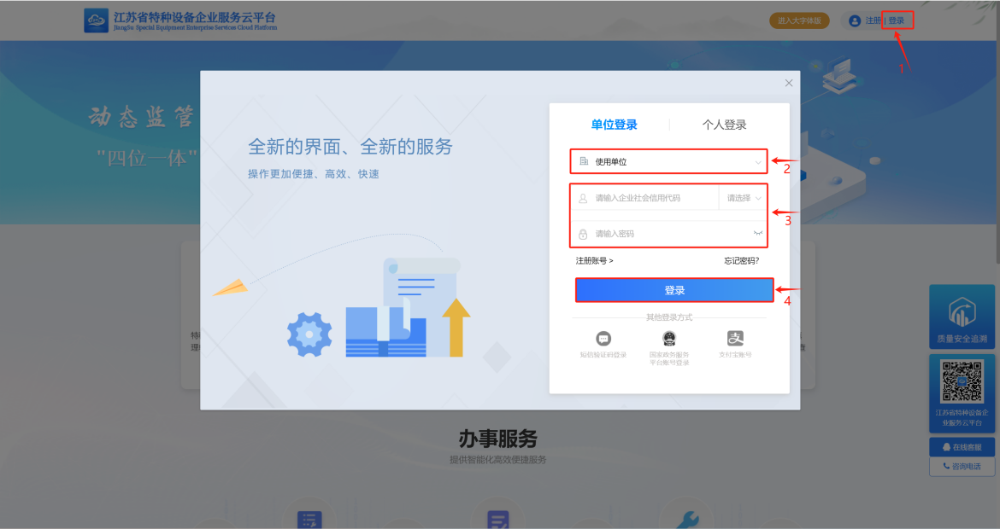 江苏省特种设备企业服务云平台
JiangSu Special Equipment Enterprise Services Cloud Platform
进入大字体版
注册 | 登录
1
动态监管
"四位一体"
全新的界面、全新的服务
操作更加便捷、高效、快速
单位登录
个人登录
使用单位
2
请输入企业社会信用代码
请选择
3
请输入密码
注册账号 >
忘记密码?
登录
4
其他登录方式
短信验证码登录
国家政务服务
平台账号登录
支付宝账号
特
理
质量安全追溯
江苏省特种设备企
业服务云平台
在线客服
咨询电话
办事服务
提供智能化高效便捷服务